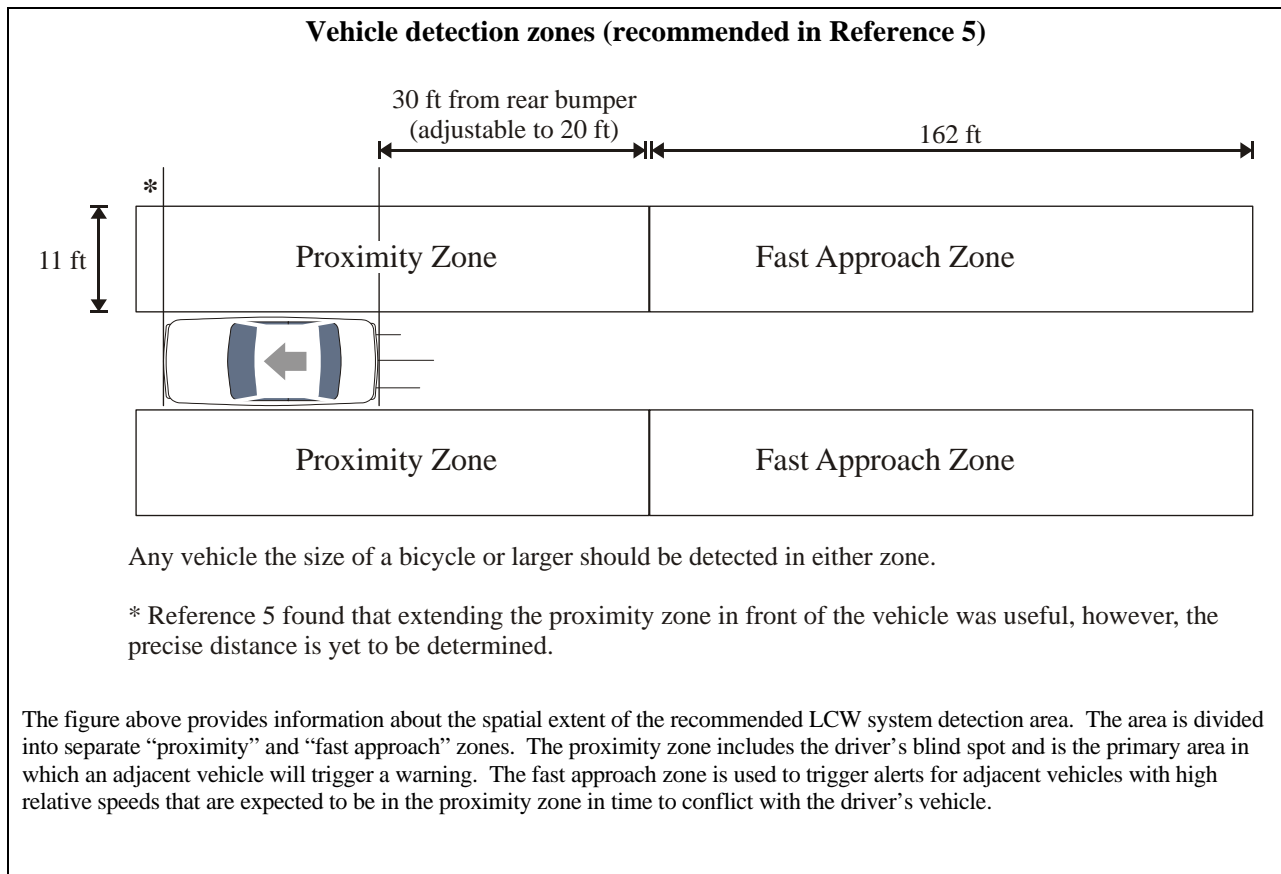 Vehicle detection zones (recommended in Reference 5)
30 ft from rear bumper
(adjustable to 20 ft)
162 ft
*
11 ft
Proximity Zone
Fast Approach Zone
Proximity Zone
Fast Approach Zone
Any vehicle the size of a bicycle or larger should be detected in either zone.
* Reference 5 found that extending the proximity zone in front of the vehicle was useful, however, the
precise distance is yet to be determined.
The figure above provides information about the spatial extent of the recommended LCW system detection area.  The area is divided
into separate “proximity” and “fast approach” zones.  The proximity zone includes the driver’s blind spot and is the primary area in
which an adjacent vehicle will trigger a warning.  The fast approach zone is used to trigger alerts for adjacent vehicles with high
relative speeds that are expected to be in the proximity zone in time to conflict with the driver’s vehicle.